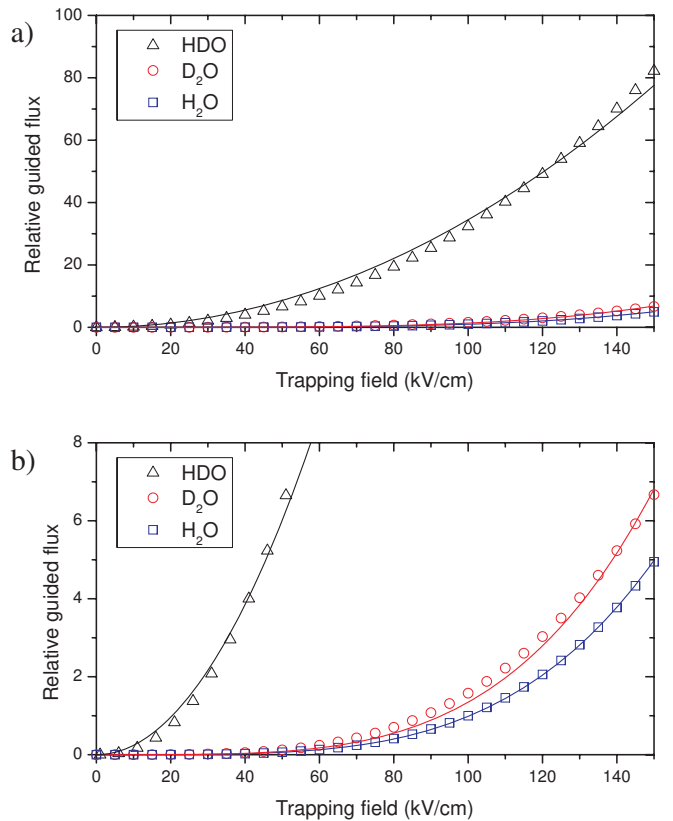 a)
100
80
60
40
20
0
Relative guided flux
HDO
D₂O
H₂O
0 20 40 60 80 100 120 140
Trapping field (kV/cm)
b)
8
6
4
2
0
Relative guided flux
HDO
D₂O
H₂O
0 20 40 60 80 100 120 140
Trapping field (kV/cm)